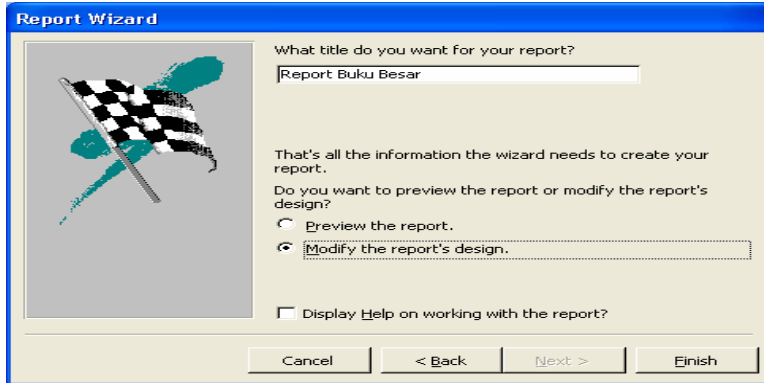 Report Wizard
What title do you want for your report?
Report Buku Besar
That's all the information the wizard needs to create your
report.
Do you want to preview the report or modify the report's
design?
Preview the report.
Modify the report's design.
Display Help on working with the report?
Cancel
< Back
Next >
Finish